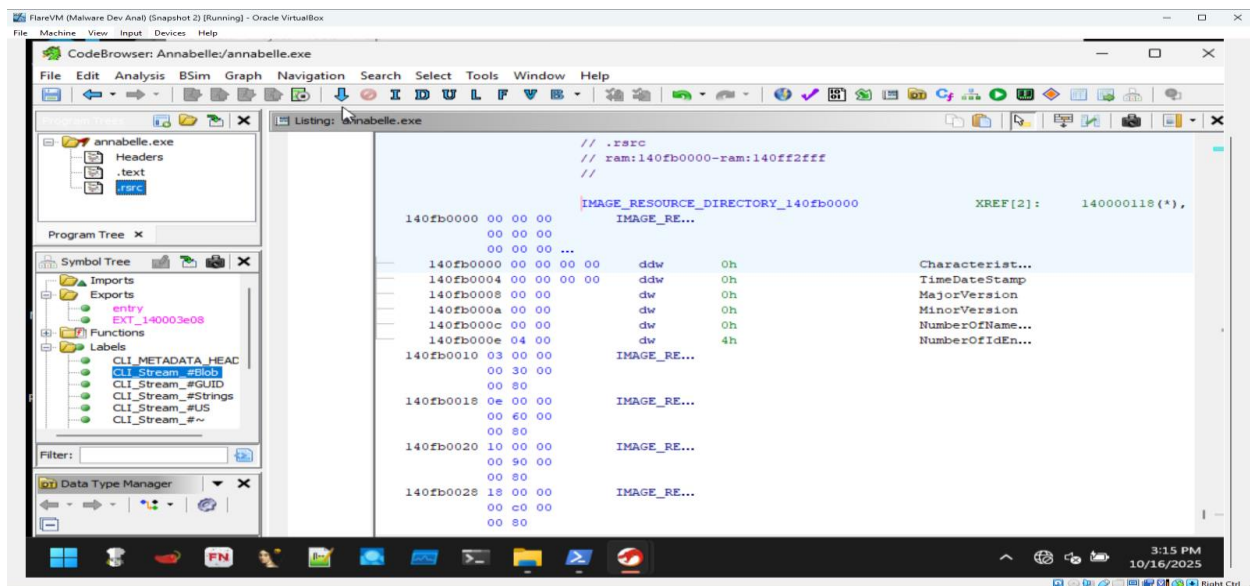 FlareVM (Malware Dev Anal) (Snapshot 2) [Running] - Oracle VirtualBox
File Machine View Input Devices Help
CodeBrowser: Annabelle:/annabelle.exe
File Edit Analysis BSim Graph Navigation Search Select Tools Window Help
I D U L F V B
Program Trees
Listing: annabelle.exe
annabelle.exe
Headers
.text
.rsrc
Program Tree
Symbol Tree
Imports
Exports
entry
EXT_140003e08
Functions
Labels
CLI_METADATA_HEAD
CLI_Stream_#Blob
CLI_Stream_#GUID
CLI_Stream_#Strings
CLI_Stream_#US
CLI_Stream_#~
Filter:
Data Type Manager
// .rsrc
// ram:140fb0000-ram:140ff2fff
//
IMAGE_RESOURCE_DIRECTORY_140fb0000 XREF[2]: 140000118(*),
140fb0000 00 00 00 IMAGE_RE...
00 00 00
00 00 00 ...
140fb0000 00 00 00 00 ddw 0h Characterist...
140fb0004 00 00 00 00 ddw 0h TimeDateStamp
140fb0008 00 00 dw 0h MajorVersion
140fb000a 00 00 dw 0h MinorVersion
140fb000c 00 00 dw 0h NumberOfName...
140fb000e 04 00 dw 4h NumberOfIdEn...
140fb0010 03 00 00 IMAGE_RE...
00 30 00
00 80
140fb0018 0e 00 00 IMAGE_RE...
00 60 00
00 80
140fb0020 10 00 00 IMAGE_RE...
00 90 00
00 80
140fb0028 18 00 00 IMAGE_RE...
00 c0 00
00 80
FN
3:15 PM
10/16/2025
Right Ctrl